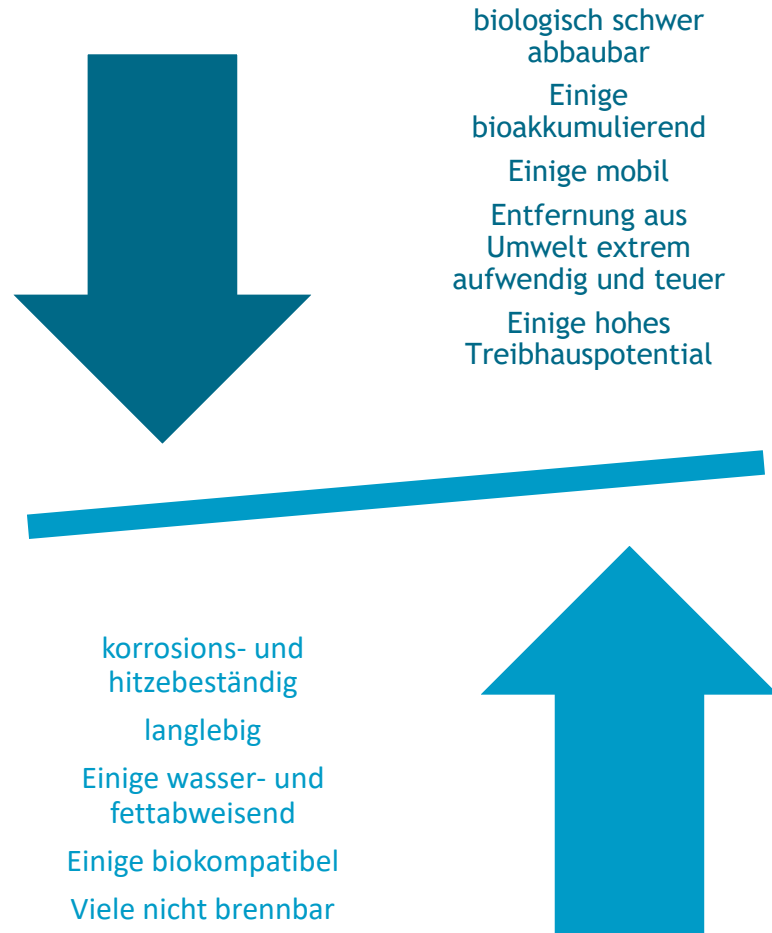 biologisch schwer
abbaubar
Einige
bioakkumulierend
Einige mobil
Entfernung aus
Umwelt extrem
aufwendig und teuer
Einige hohes
Treibhauspotential
korrosions- und
hitzebeständig
langlebig
Einige wasser- und
fettabweisend
Einige biokompatibel
Viele nicht brennbar